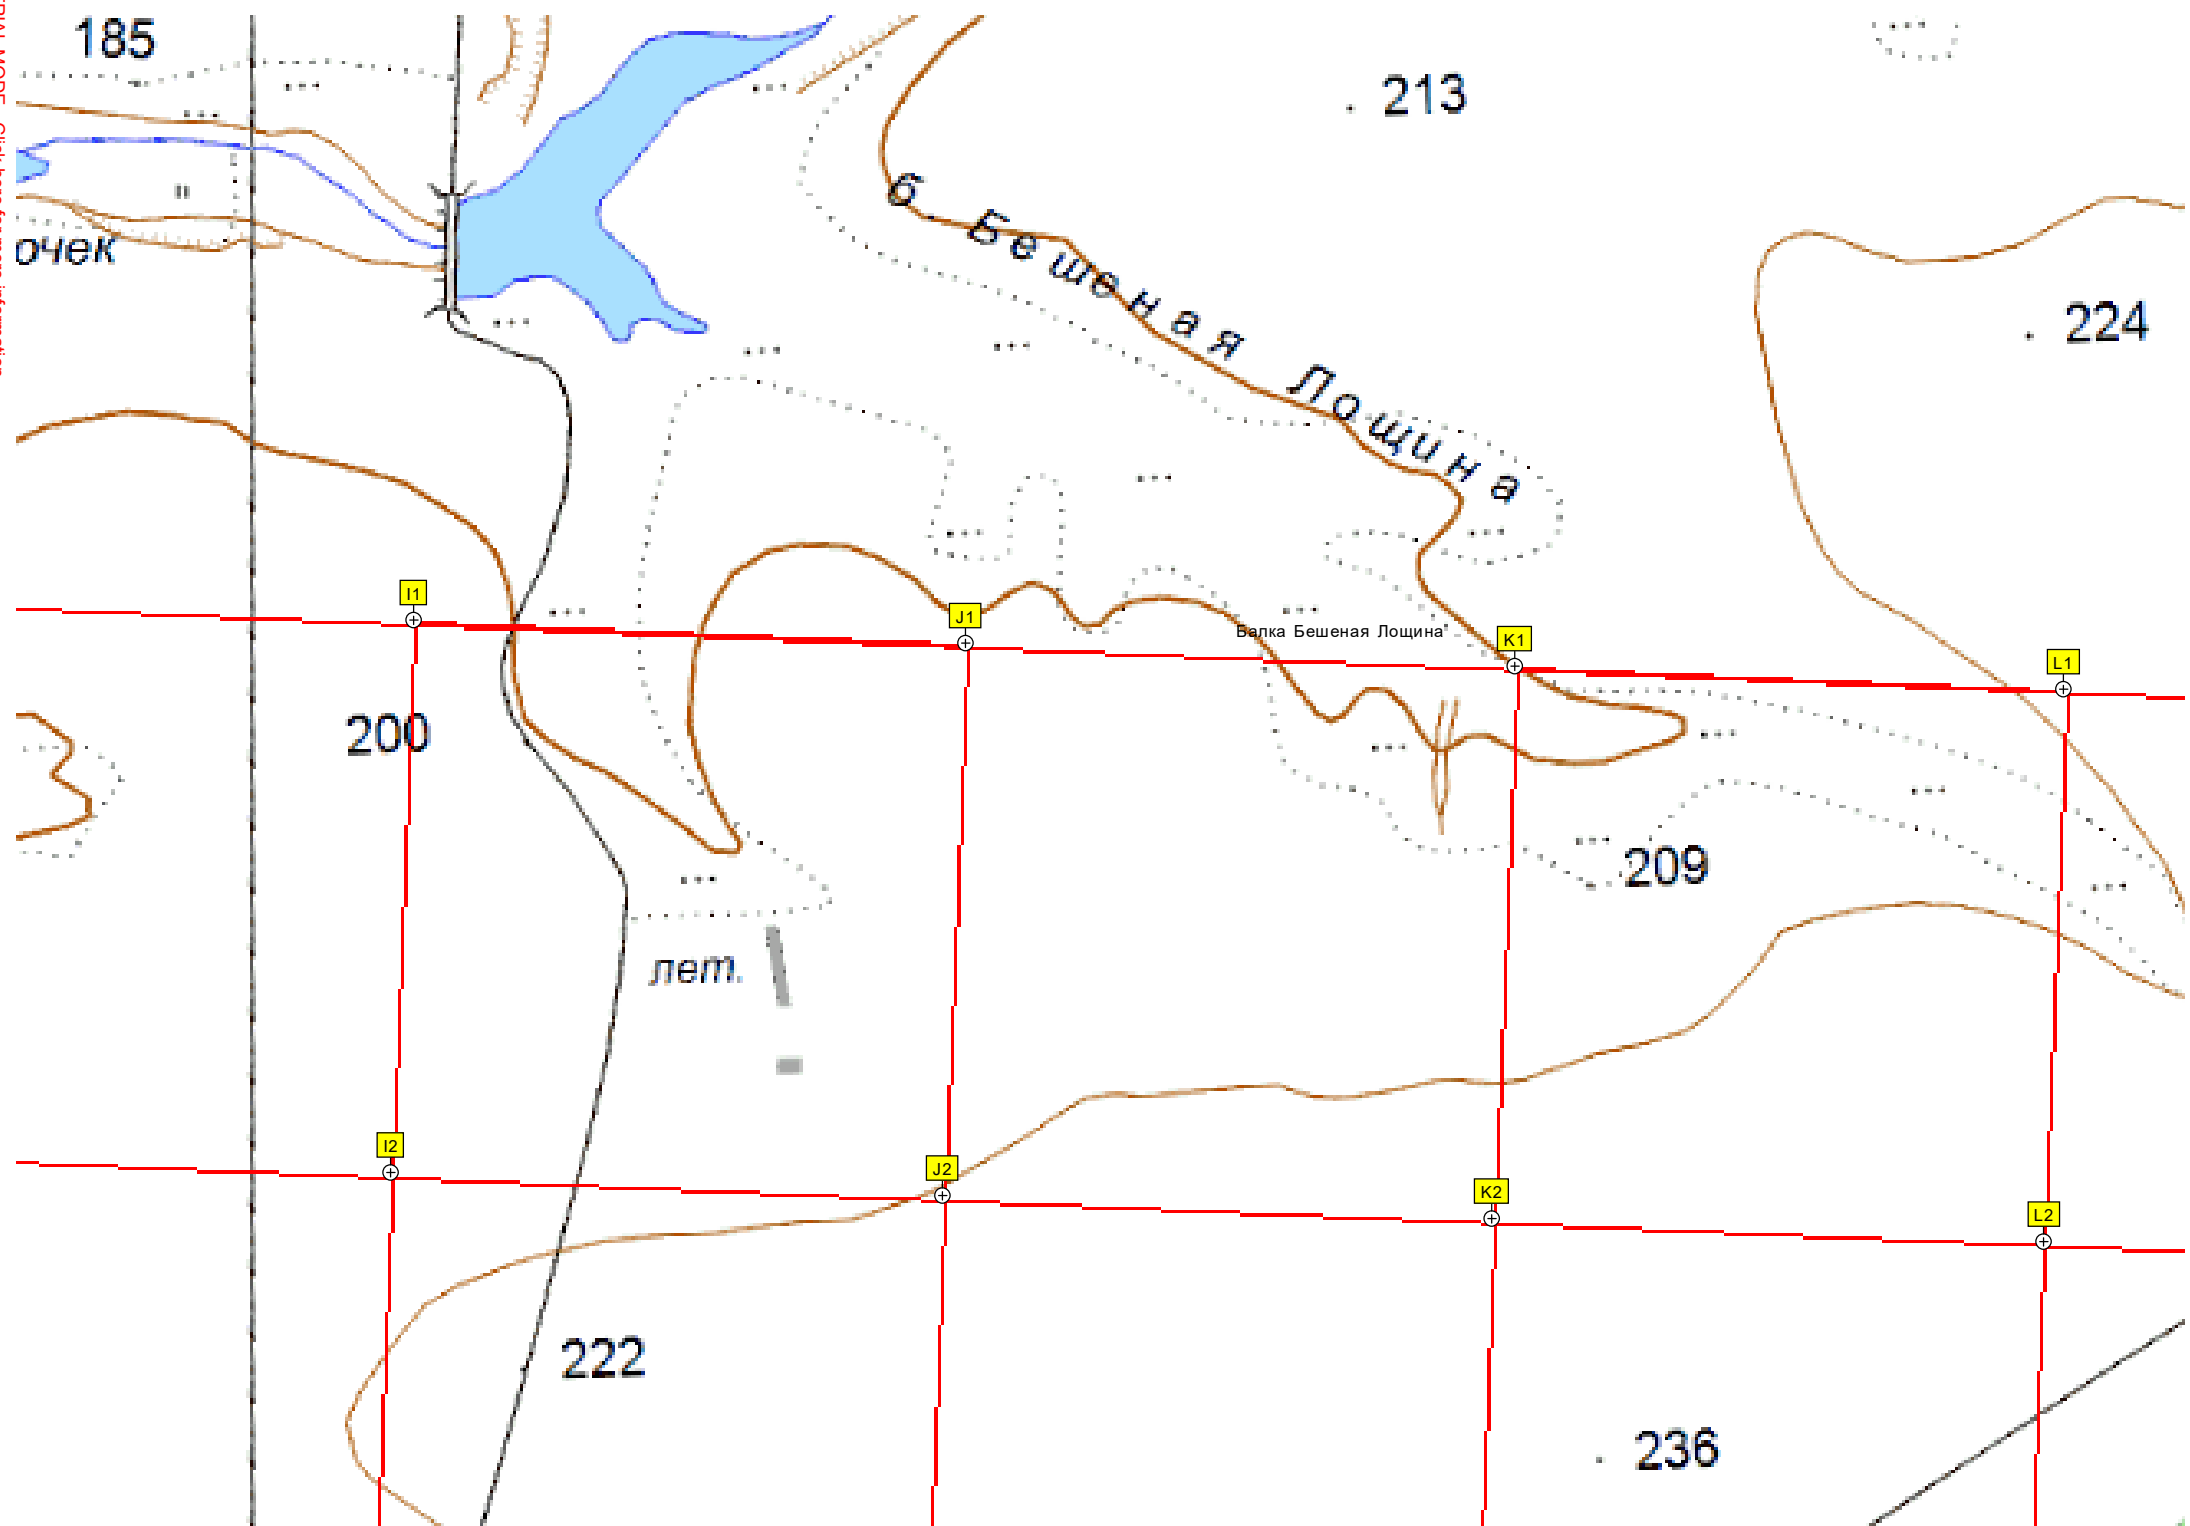 185
213
б. Бешеная Лощина
очек
224
I1
J1
Балка Бешеная Лощина
K1
L1
200
209
лет.
I2
J2
K2
L2
222
236